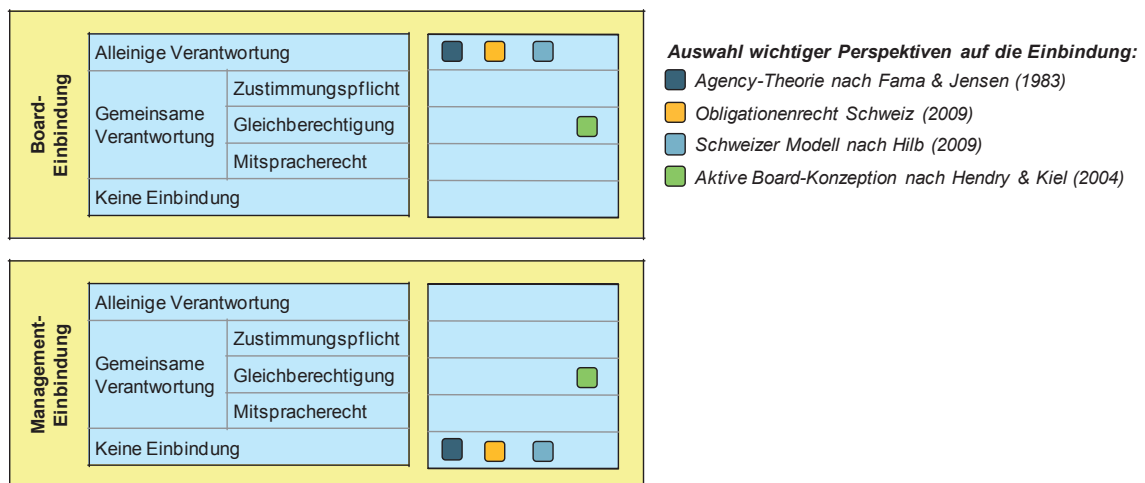 Board-
Einbindung
Alleinige Verantwortung
Gemeinsame
Verantwortung
Zustimmungspflicht
Gleichberechtigung
Mitspracherecht
Keine Einbindung
Auswahl wichtiger Perspektiven auf die Einbindung:
Agency-Theorie nach Fama & Jensen (1983)
Obligationenrecht Schweiz (2009)
Schweizer Modell nach Hilb (2009)
Aktive Board-Konzeption nach Hendry & Kiel (2004)
Management-
Einbindung
Alleinige Verantwortung
Gemeinsame
Verantwortung
Zustimmungspflicht
Gleichberechtigung
Mitspracherecht
Keine Einbindung